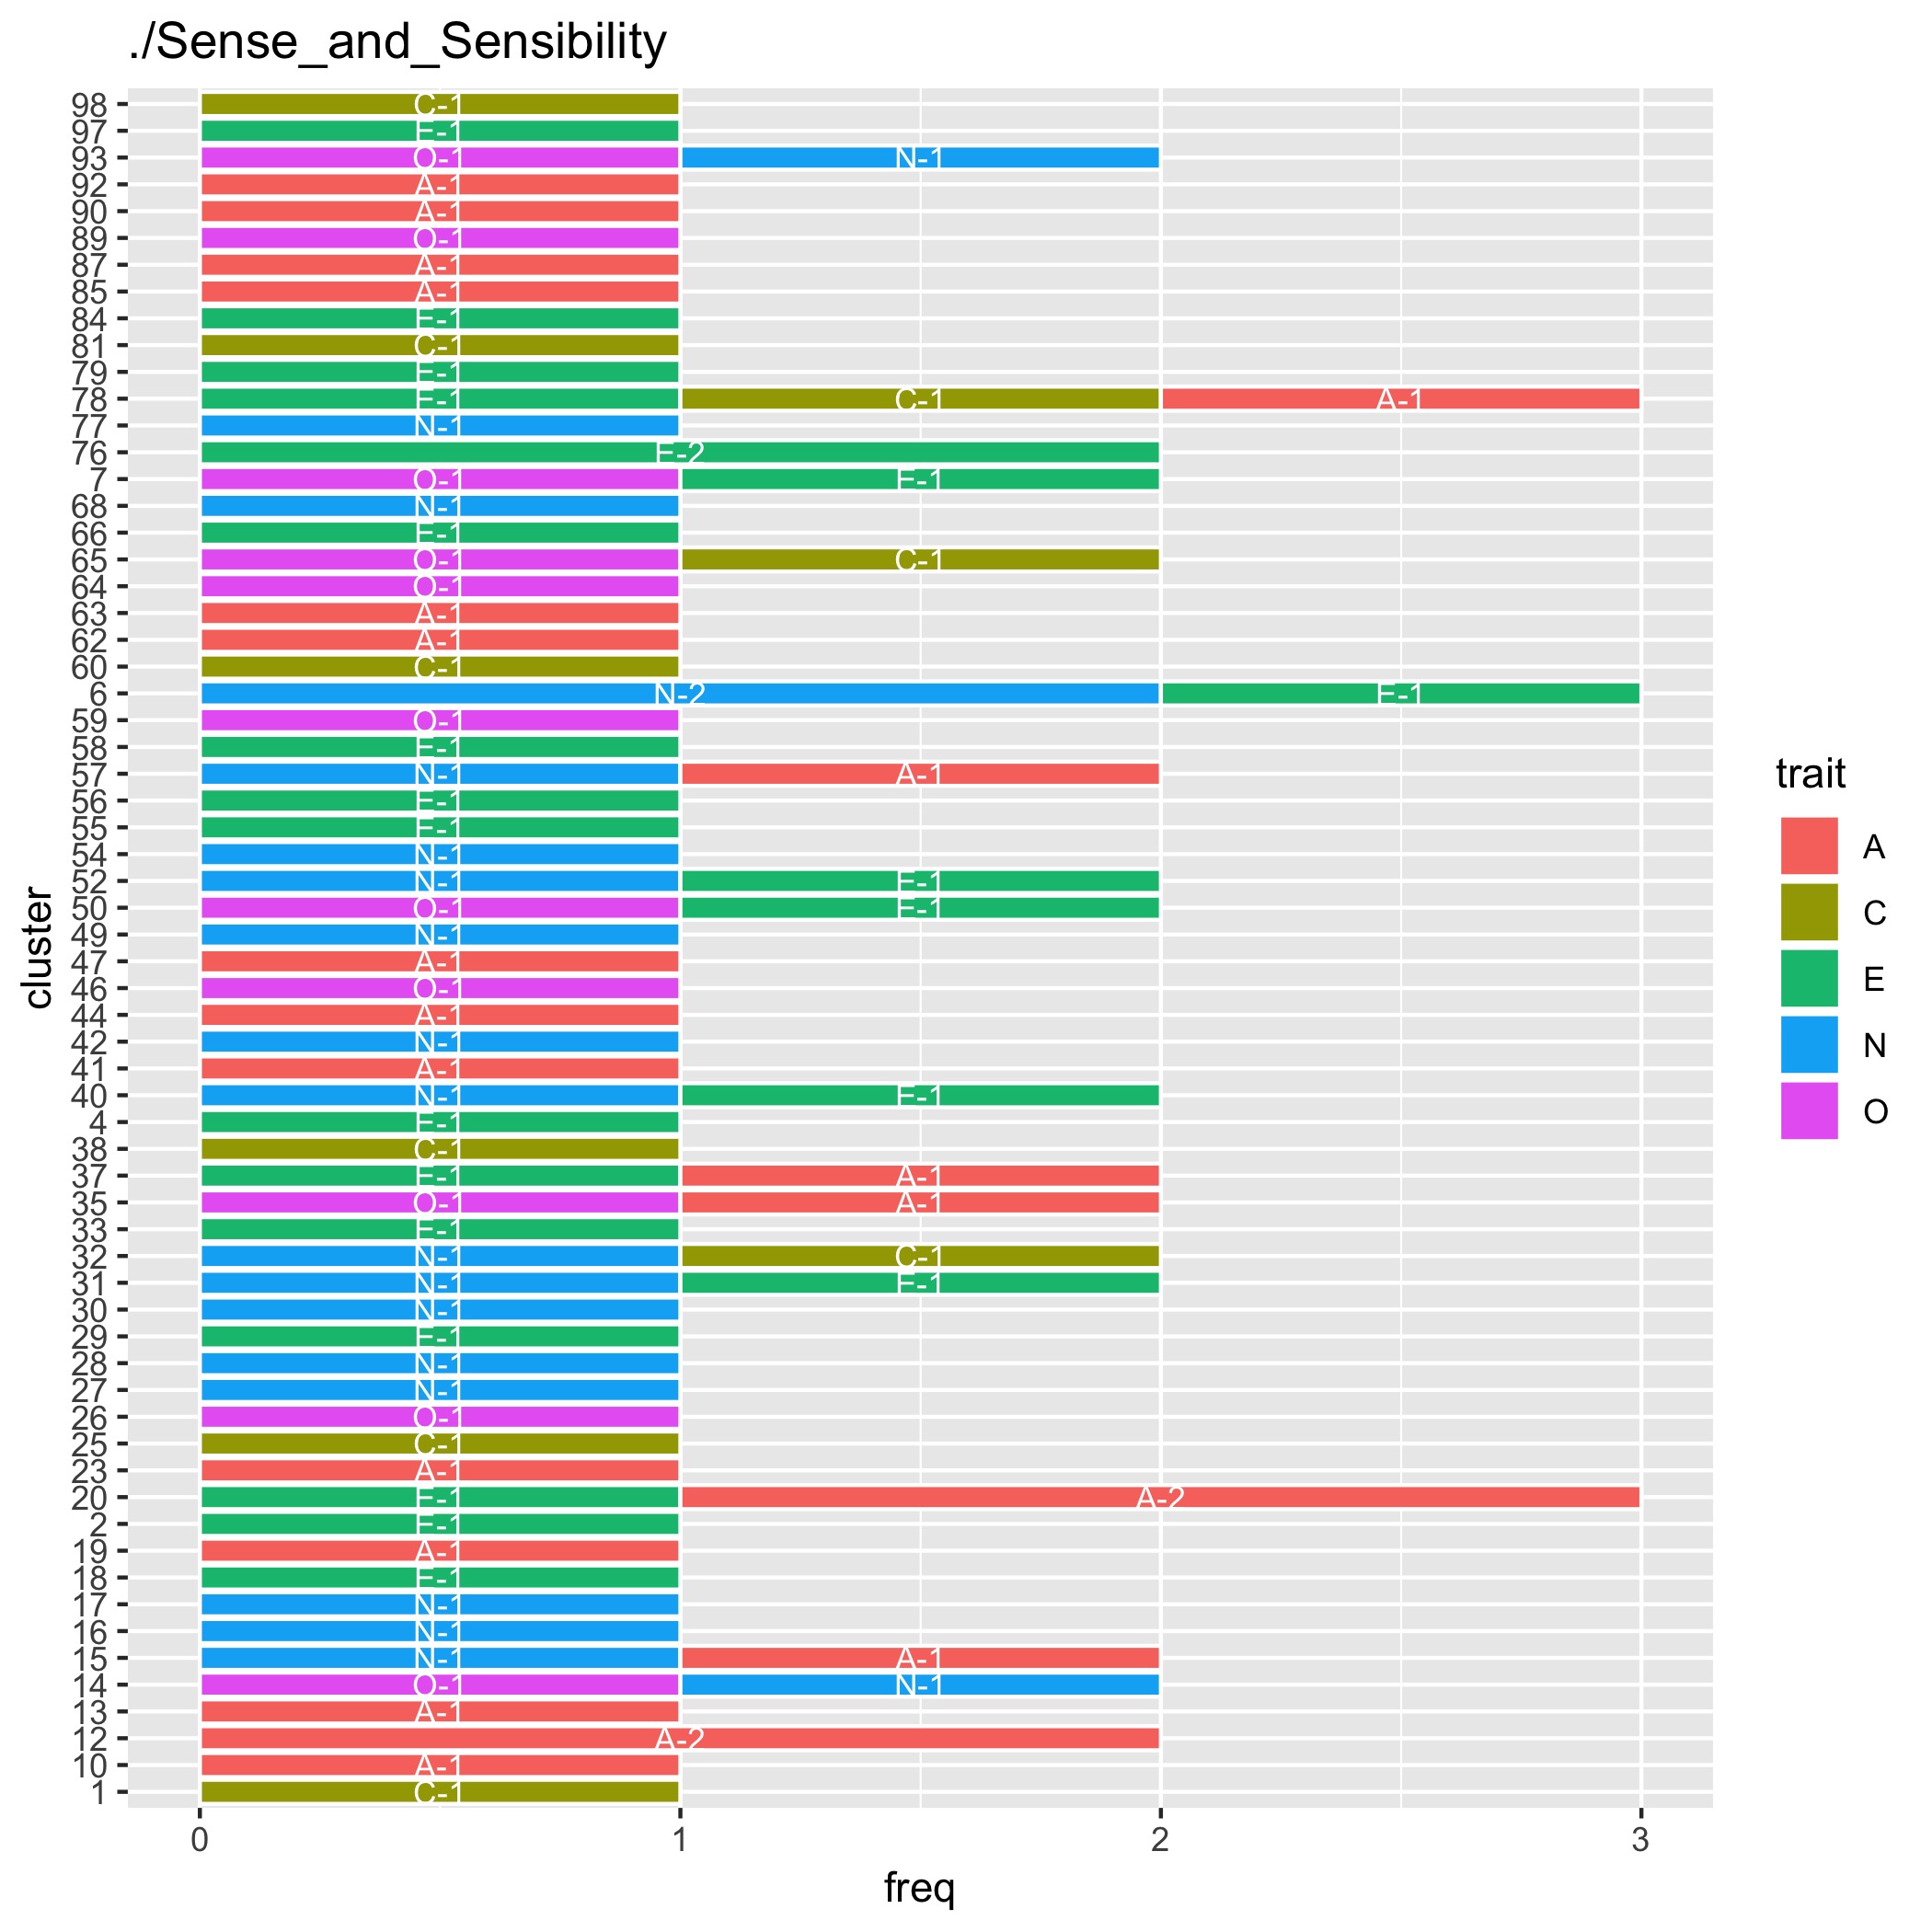 ./Sense_and_Sensibility
98 C-1
97 E-1
93 O-1 N-1
92 A-1
90 A-1
89 O-1
87 A-1
85 A-1
84 E-1
81 C-1
79 E-1
78 E-1 C-1 A-1
77 N-1
76 E-2
7 O-1 E-1
68 N-1
66 E-1
65 O-1 C-1
64 O-1
63 A-1
62 A-1
60 C-1
6 N-2 E-1
59 O-1
58 E-1
57 N-1 A-1
56 E-1
55 E-1
54 N-1
52 N-1 E-1
50 O-1 E-1
49 N-1
47 A-1
46 O-1
44 A-1
42 N-1
41 A-1
40 N-1 E-1
4 E-1
38 C-1
37 E-1 A-1
35 O-1 A-1
33 E-1
32 N-1 C-1
31 N-1 E-1
30 N-1
29 E-1
28 N-1
27 N-1
26 O-1
25 C-1
23 A-1
20 E-1 A-2
2 E-1
19 A-1
18 E-1
17 N-1
16 N-1
15 N-1 A-1
14 O-1 N-1
13 A-1
12 A-2
10 A-1
1 C-1
0 1 2 3
freq
cluster
trait
A
C
E
N
O